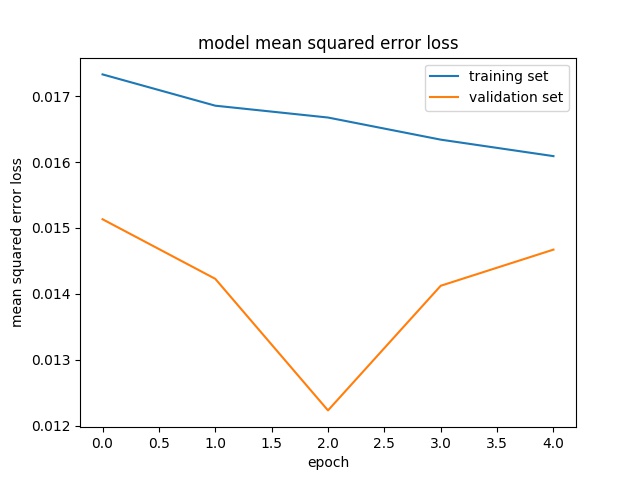 model mean squared error loss
training set
validation set
0.017
0.016
0.015
0.014
0.013
0.012
mean squared error loss
0.0 0.5 1.0 1.5 2.0 2.5 3.0 3.5 4.0
epoch